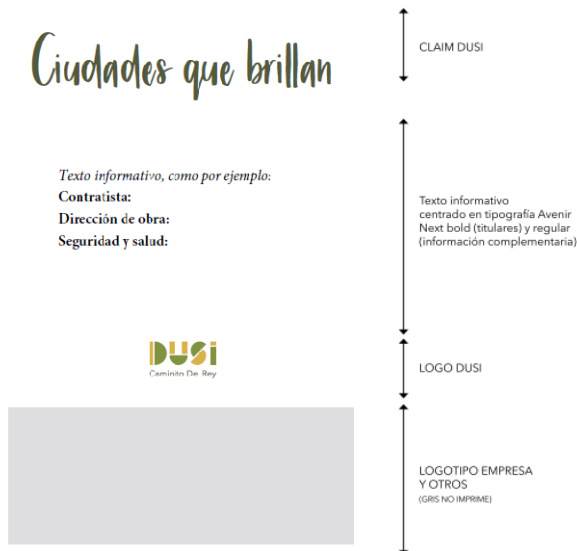 Ciudades que brillan
CLAIM DUSI
Texto informativo, como por ejemplo:
Contratista:
Dirección de obra:
Seguridad y salud:
Texto informativo
centrado en tipografía Avenir
Next bold (titulares) y regular
(información complementaria)
DUSi
Caminito De Rey
LOGO DUSI
LOGOTIPO EMPRESA
Y OTROS
(GRIS NO IMPRIME)